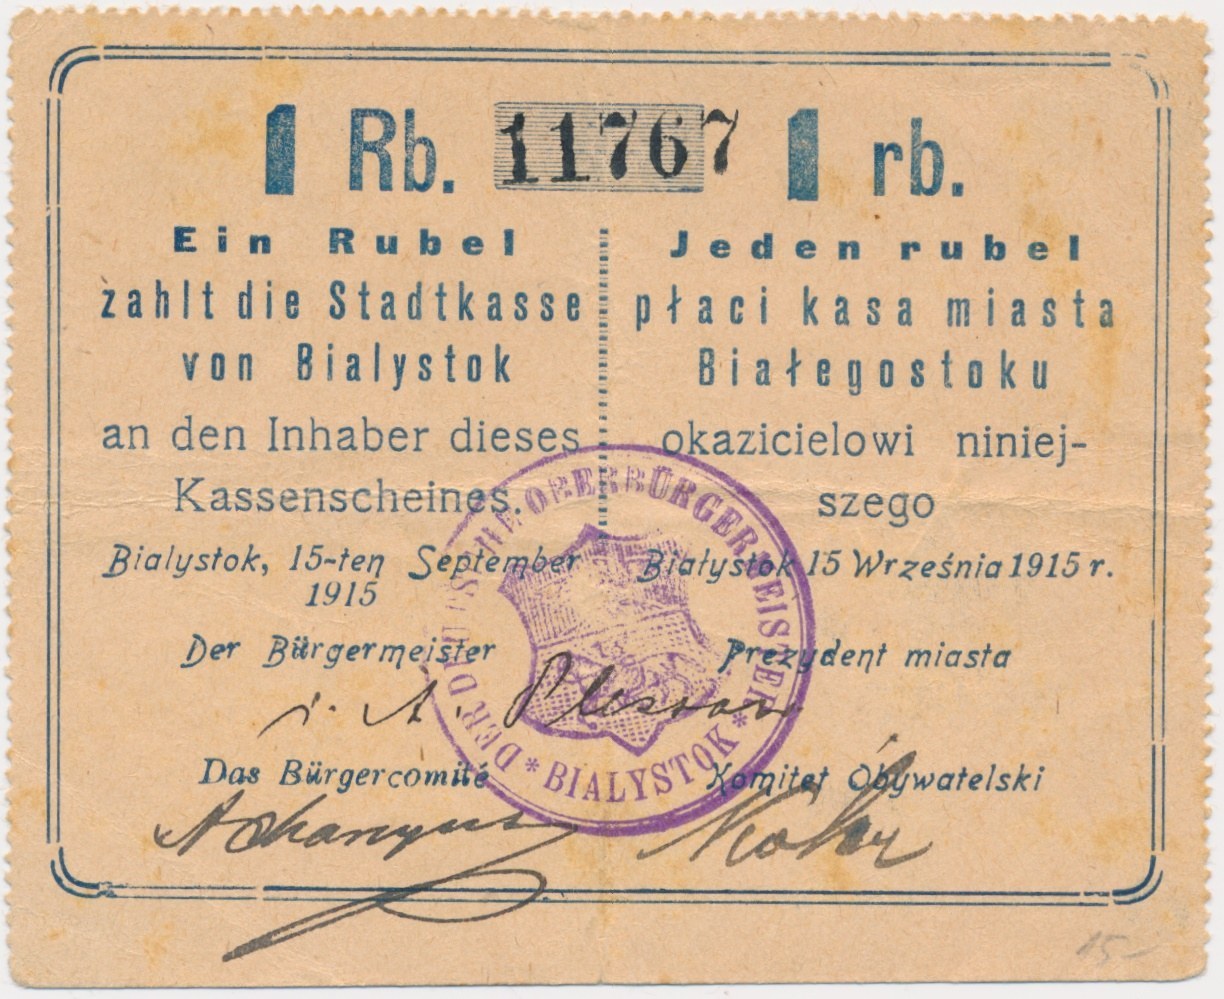 1 Rb. 11767 1 rb.
Ein Rubel
zahlt die Stadtkasse
von Bialystok
an den Inhaber dieses
Kassenscheines.
Bialystok, 15-ten September
1915
Der Bürgermeister
i. A.
Das Bürgercomité
Jeden rubel
płaci kasa miasta
Białegostoku
okazicielowi niniej-
szego
Białystok 15 Września 1915 r.
Prezydent miasta
Komitet Obywatelski
DER DEUTSCHE OBERBÜRGERMEISTER
* BIALYSTOK *
15-